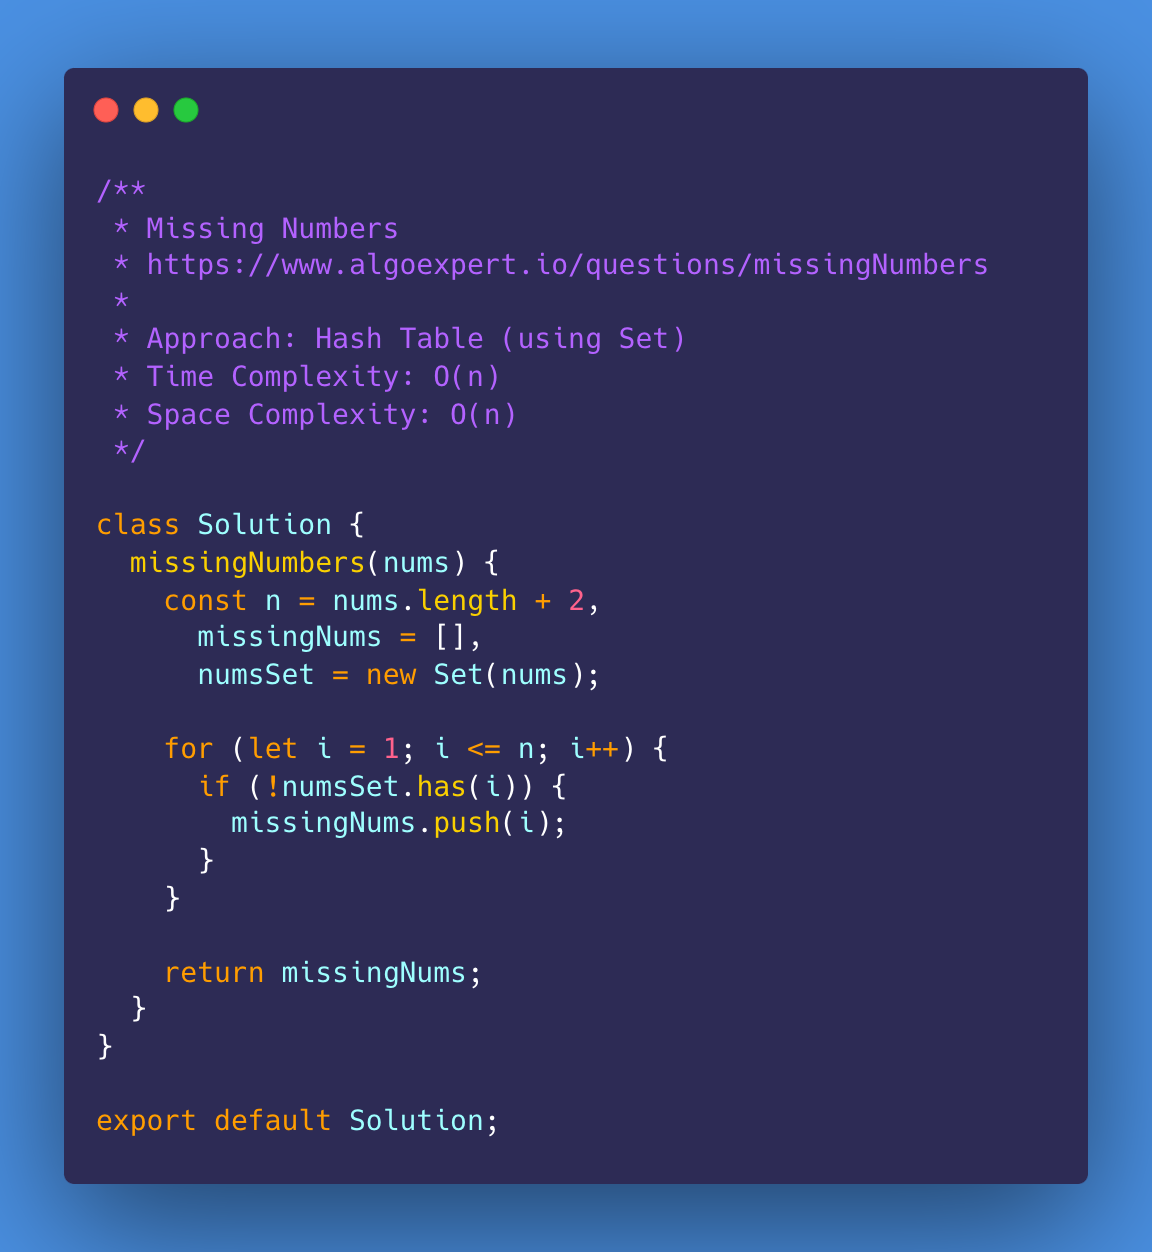 /**
 * Missing Numbers
 * https://www.algoexpert.io/questions/missingNumbers
 *
 * Approach: Hash Table (using Set)
 * Time Complexity: O(n)
 * Space Complexity: O(n)
 */

class Solution {
  missingNumbers(nums) {
    const n = nums.length + 2,
      missingNums = [],
      numsSet = new Set(nums);

    for (let i = 1; i <= n; i++) {
      if (!numsSet.has(i)) {
        missingNums.push(i);
      }
    }

    return missingNums;
  }
}

export default Solution;